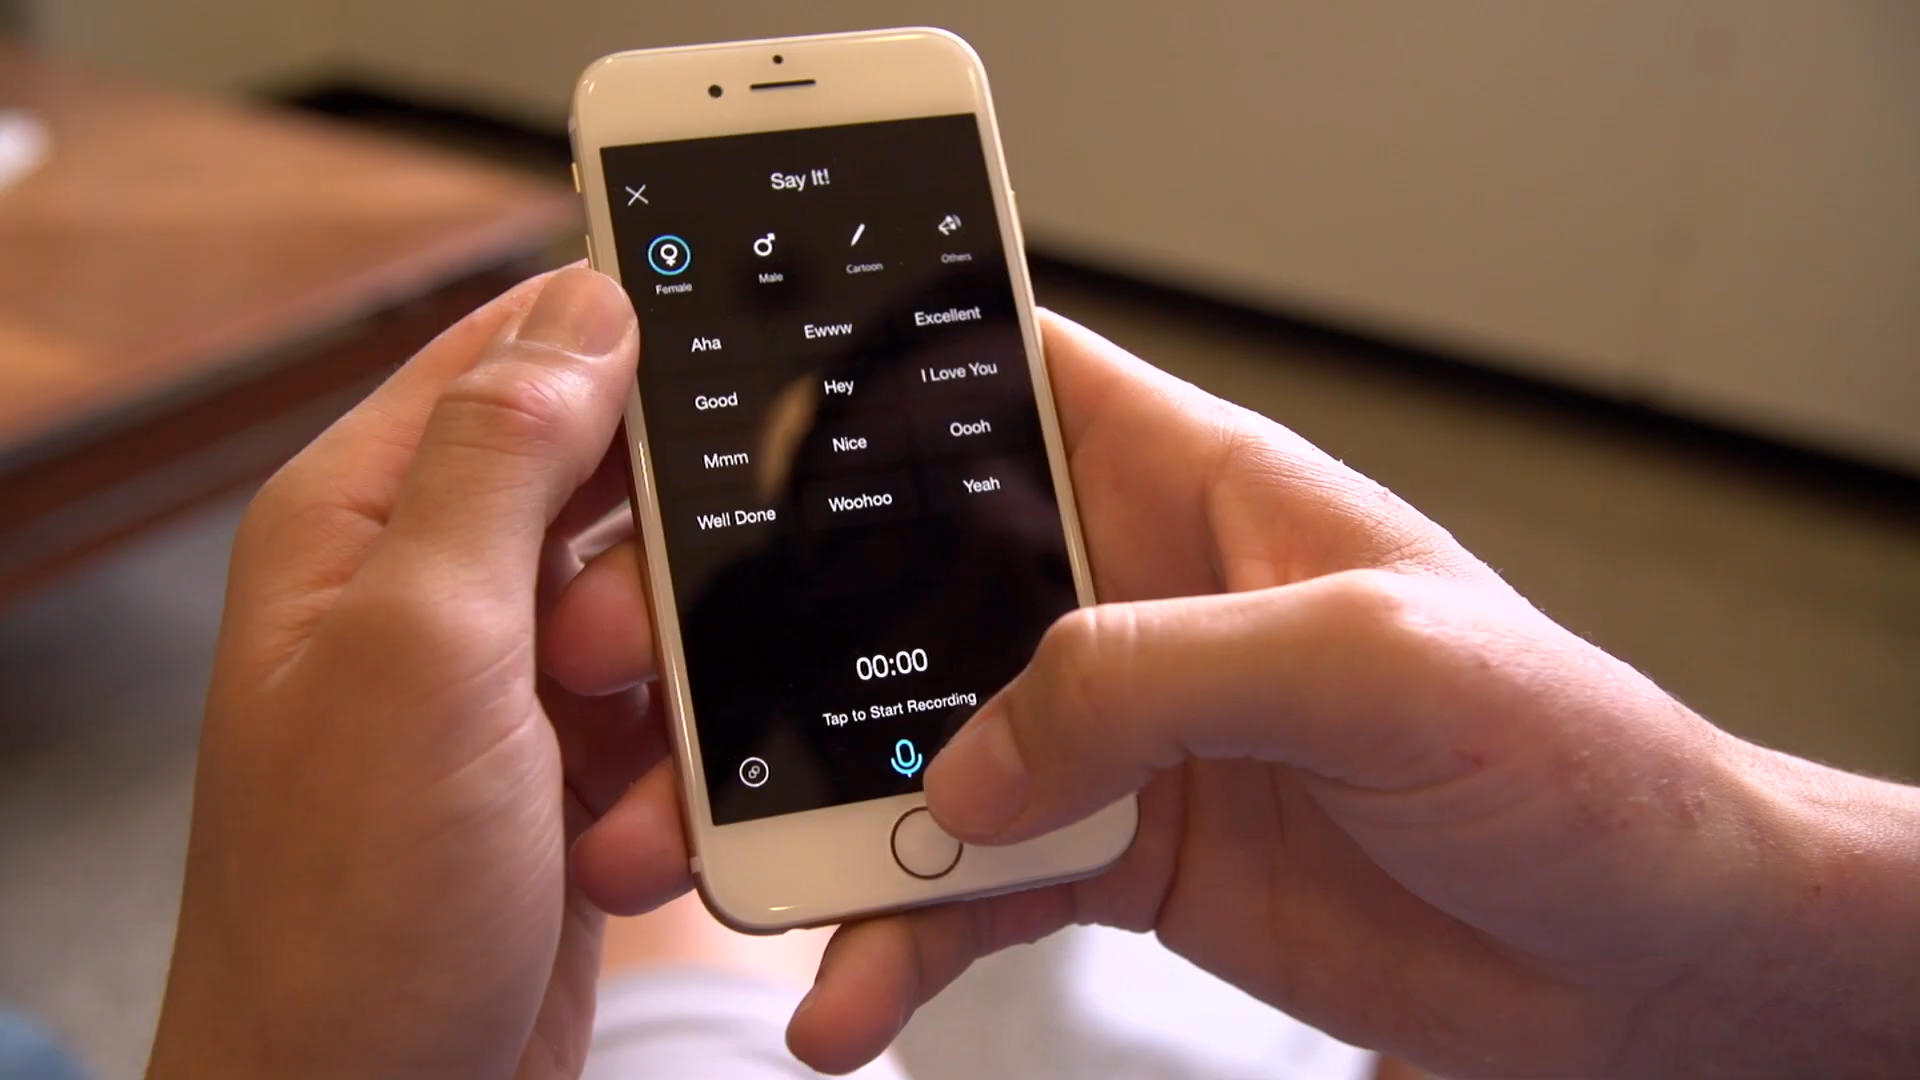 Say It!
Female Male Cartoon Others
Aha Ewww Excellent
Good Hey I Love You
Mmm Nice Oooh
Well Done Woohoo Yeah
00:00
Tap to Start Recording